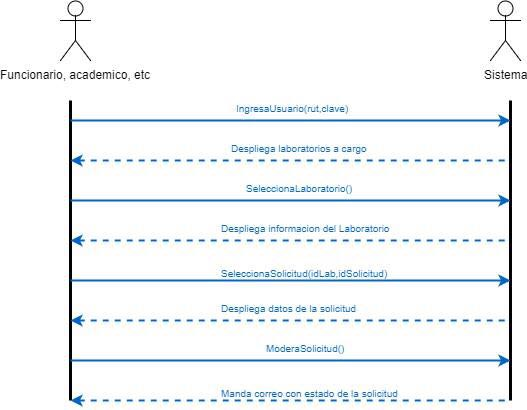 Funcionario, academico, etc
Sistema
IngresaUsuario(rut,clave)
Despliega laboratorios a cargo
SeleccionaLaboratorio()
Despliega informacion del Laboratorio
SeleccionaSolicitud(idLab,idSolicitud)
Despliega datos de la solicitud
ModeraSolicitud()
Manda correo con estado de la solicitud